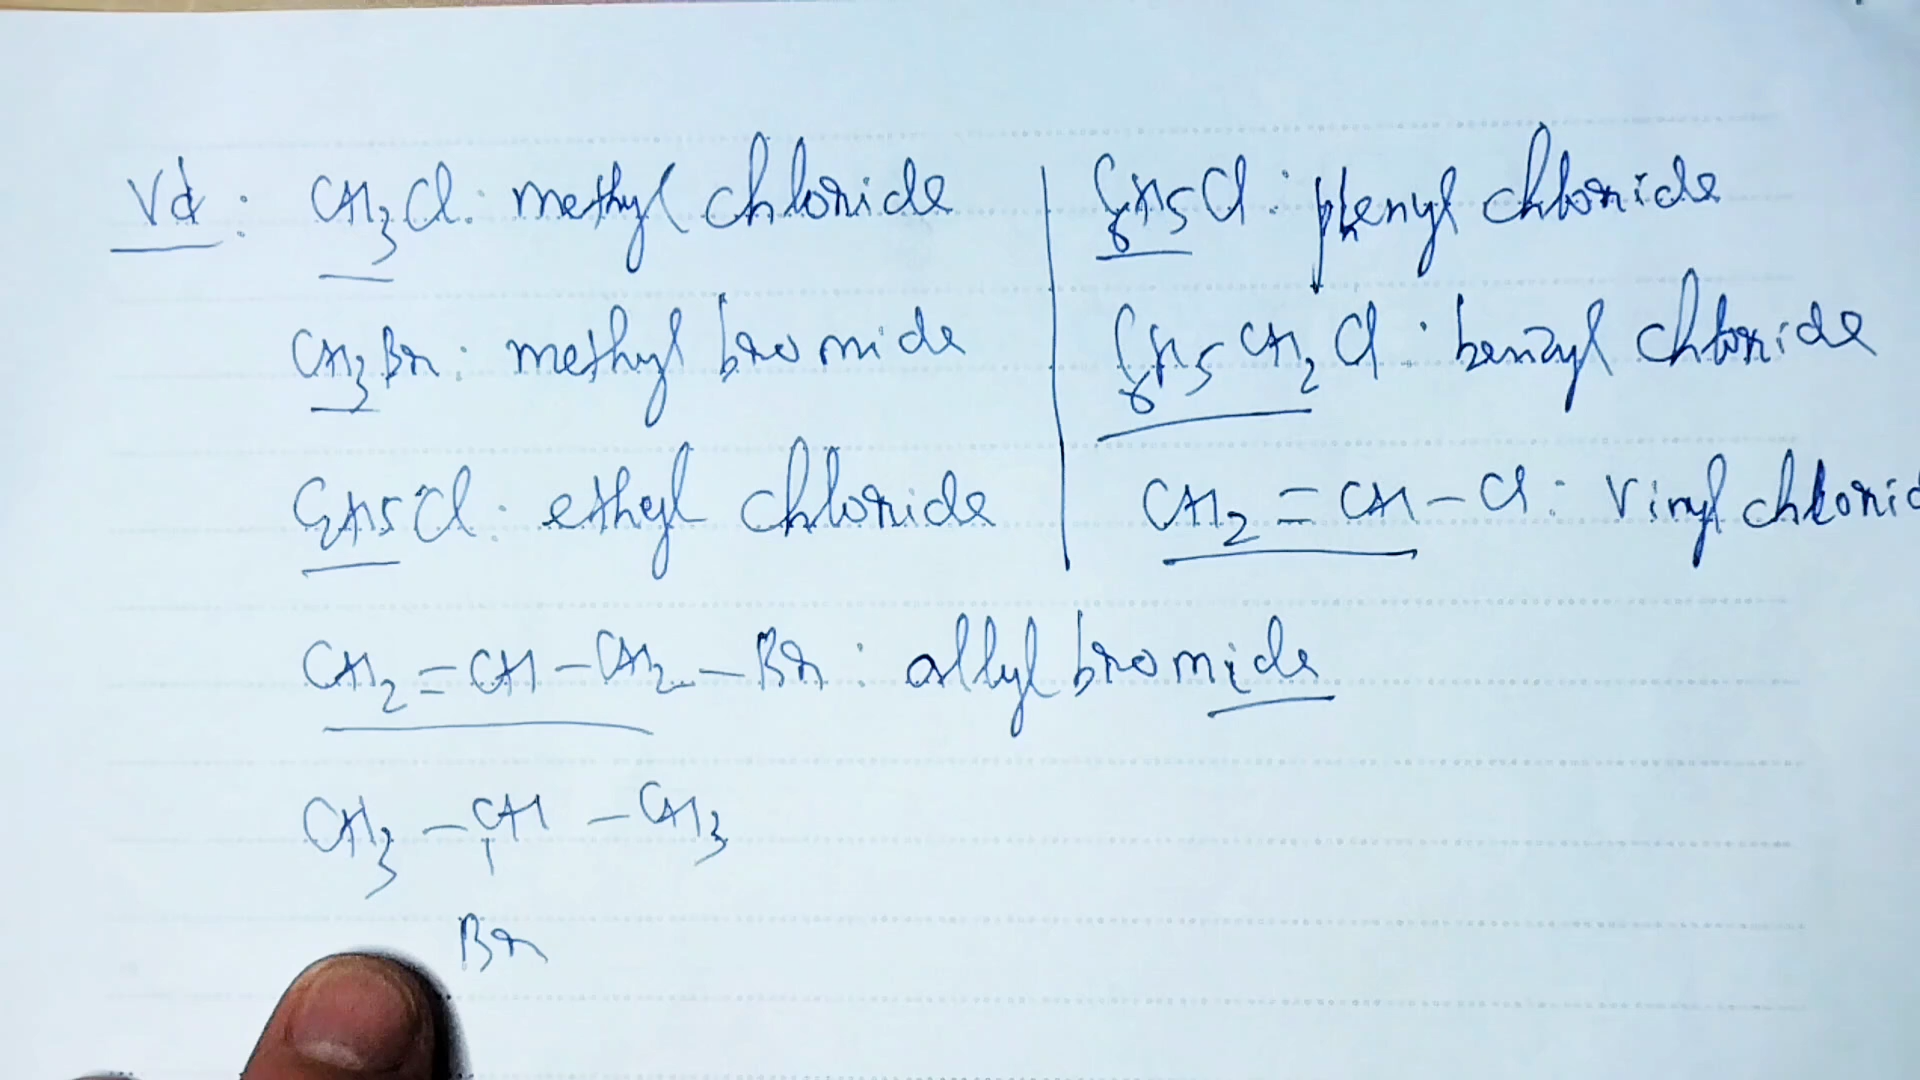 Vd: CH3Cl: methyl chloride
CH3Br: methyl bromide
C2H5Cl: ethyl chloride
C6H5Cl: phenyl chloride
C6H5CH2Cl: benzyl chloride
CH2=CH-Cl: Vinyl chlorid
CH2=CH-CH2-Br: allyl bromide
CH3-CH-CH3
Br